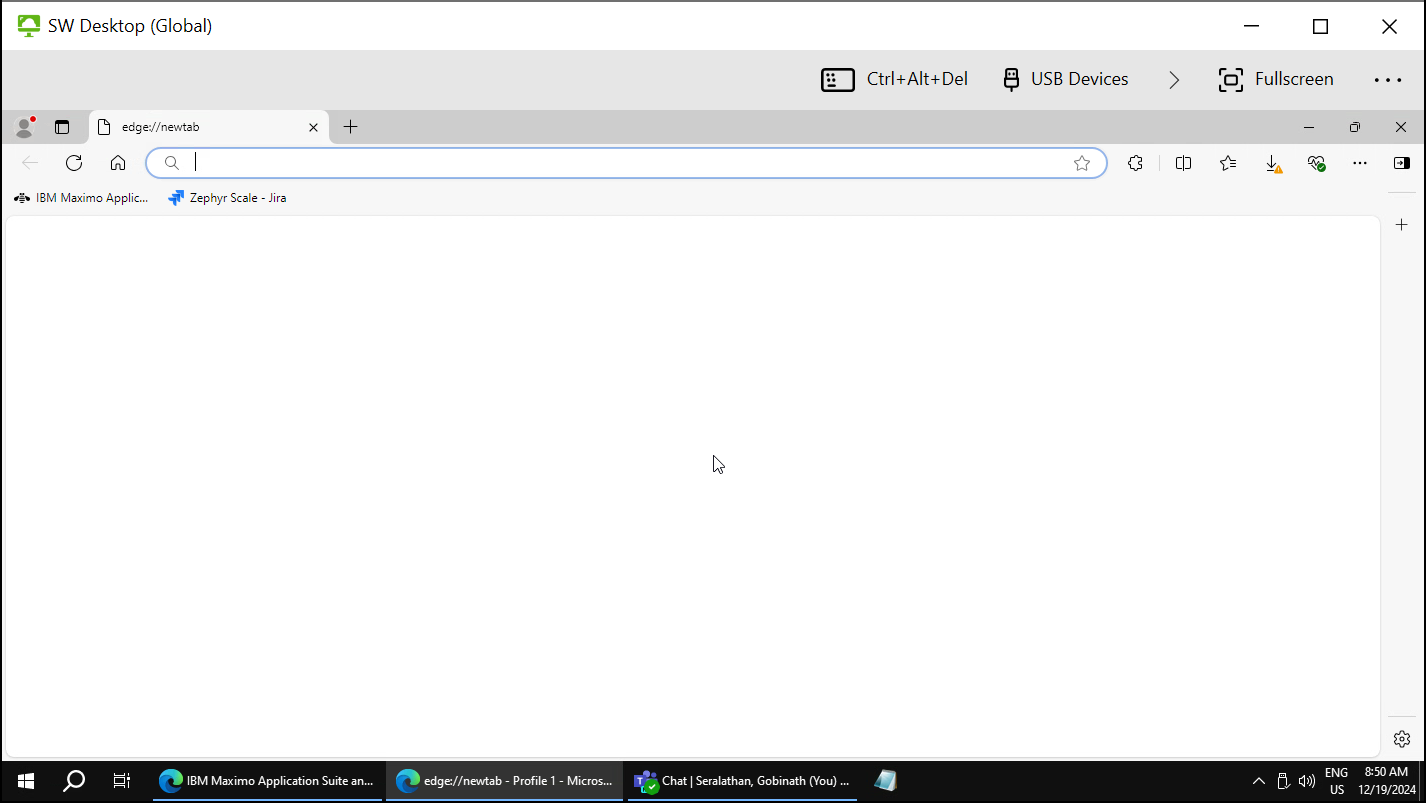 SW Desktop (Global)
Ctrl+Alt+Del
USB Devices
Fullscreen
edge://newtab
IBM Maximo Applic...
Zephyr Scale - Jira
IBM Maximo Application Suite an...
edge://newtab - Profile 1 - Micros...
Chat | Seralathan, Gobinath (You) ...
ENG
US
8:50 AM
12/19/2024